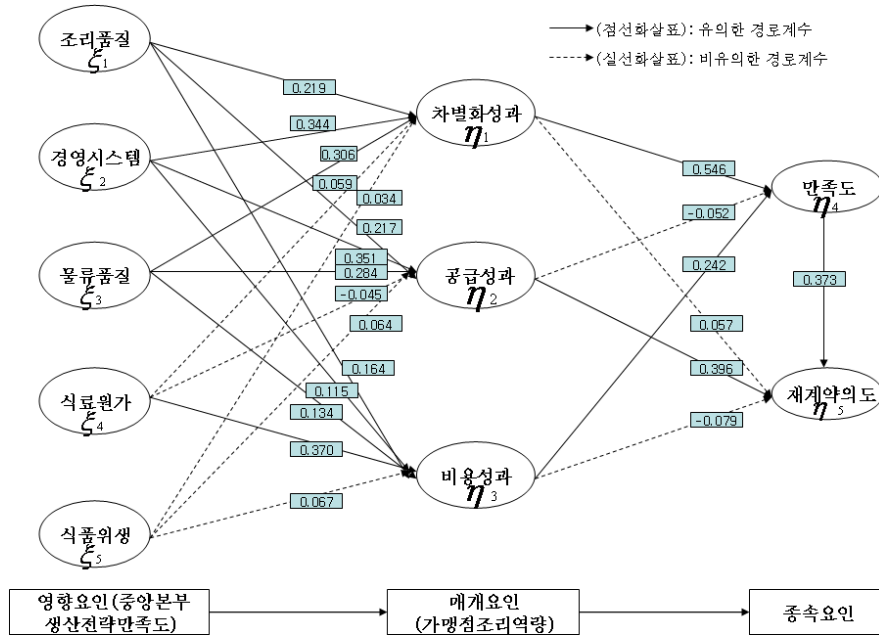 조리품질
ξ1
경영시스템
ξ2
물류품질
ξ3
식료원가
ξ4
식품위생
ξ5
(점선화살표): 유의한 경로계수
(실선화살표): 비유의한 경로계수
0.219
0.344
0.306
0.059
0.034
0.217
0.351
0.284
-0.045
0.064
0.164
0.115
0.134
0.370
0.067
차별화성과
η1
공급성과
η2
비용성과
η3
0.546
-0.052
0.242
0.057
0.396
-0.079
만족도
η4
0.373
재계약의도
η5
영향요인(중앙본부
생산전략만족도)
매개요인
(가맹점조리역량)
종속요인